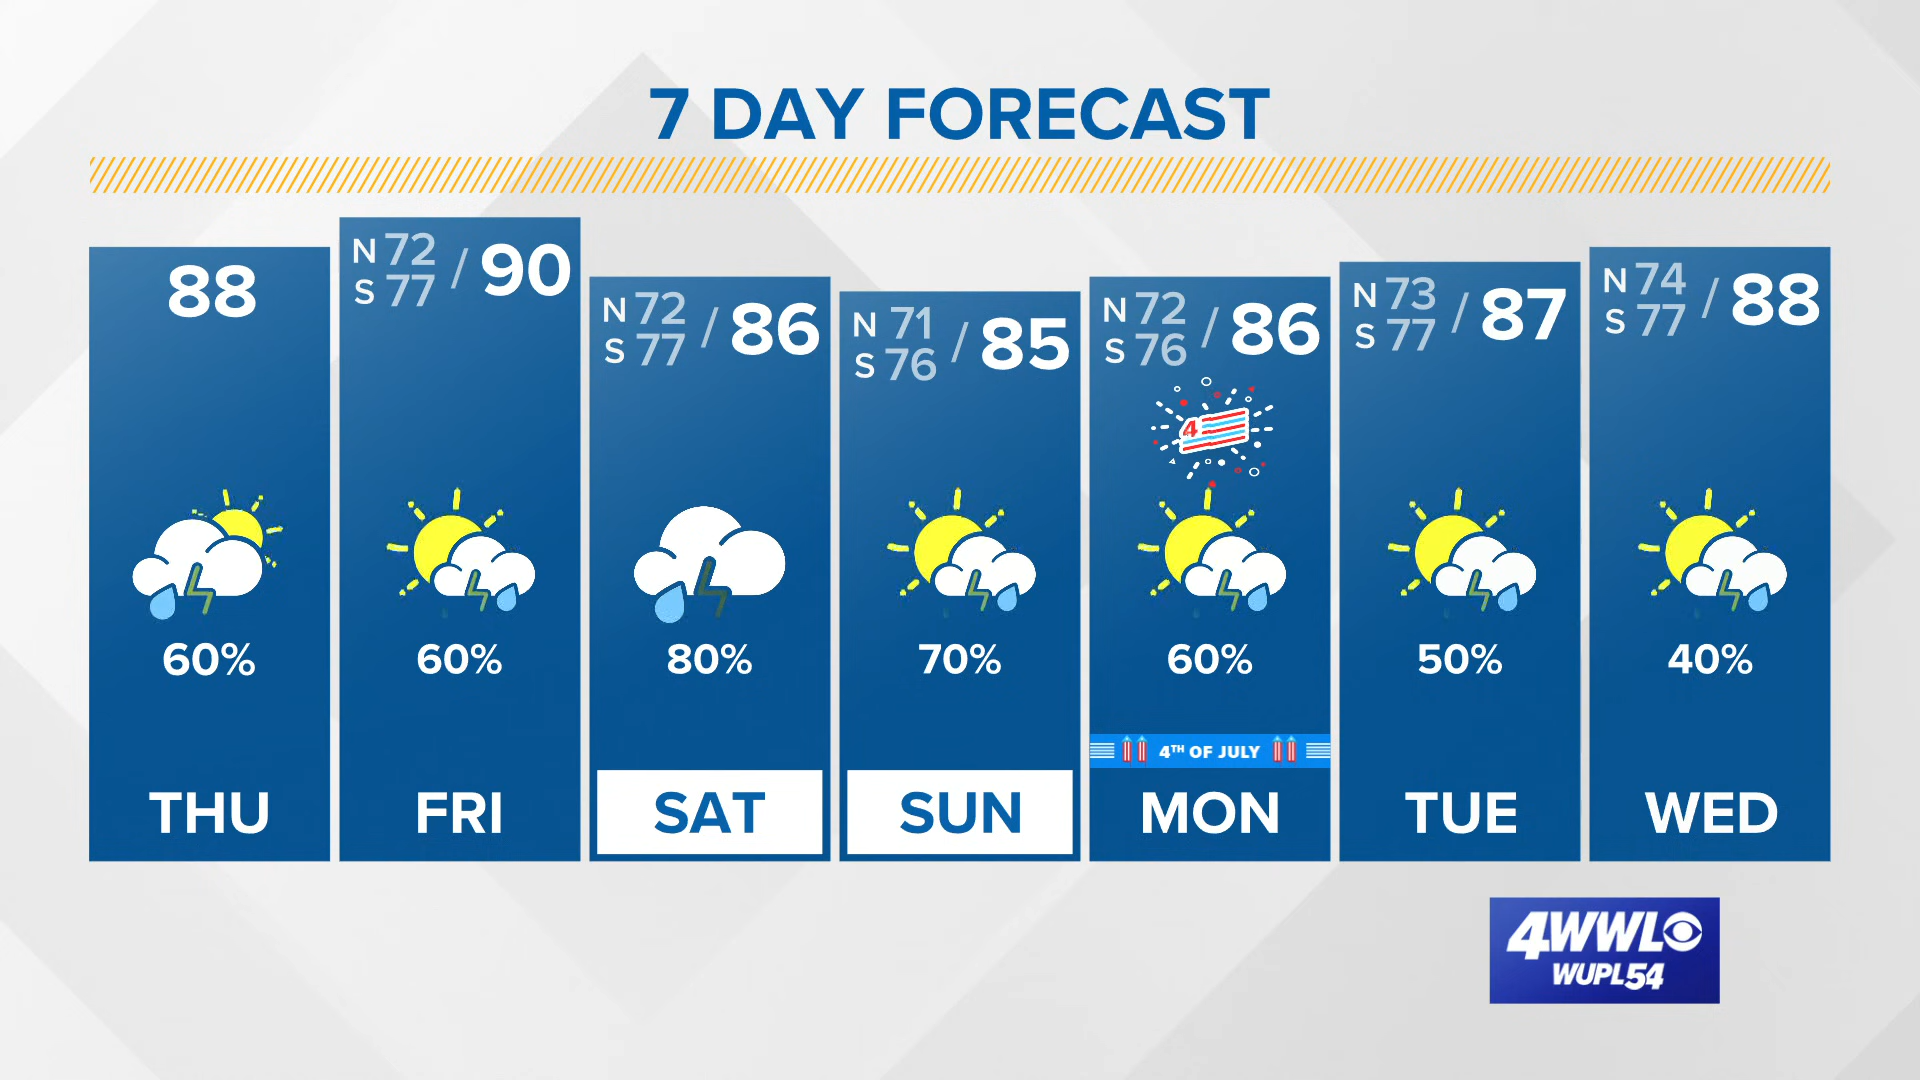 7 DAY FORECAST
88
60%
THU
N 72
S 77
/ 90
60%
FRI
N 72
S 77
/ 86
80%
SAT
N 71
S 76
/ 85
70%
SUN
N 72
S 76
/ 86
4
60%
4TH OF JULY
MON
N 73
S 77
/ 87
50%
TUE
N 74
S 77
/ 88
40%
WED
4WWL
WUPL54